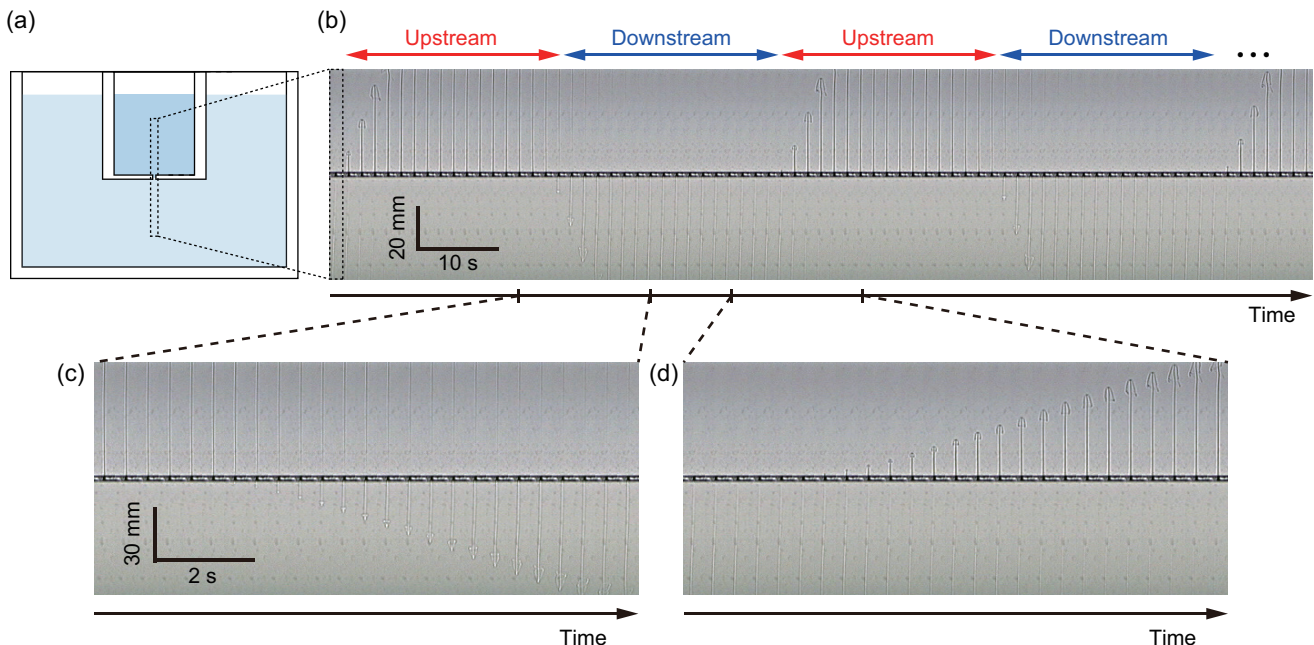 (a)
(b)
Upstream
Downstream
Upstream
Downstream
•••
20 mm
10 s
Time
(c)
(d)
30 mm
2 s
Time
Time